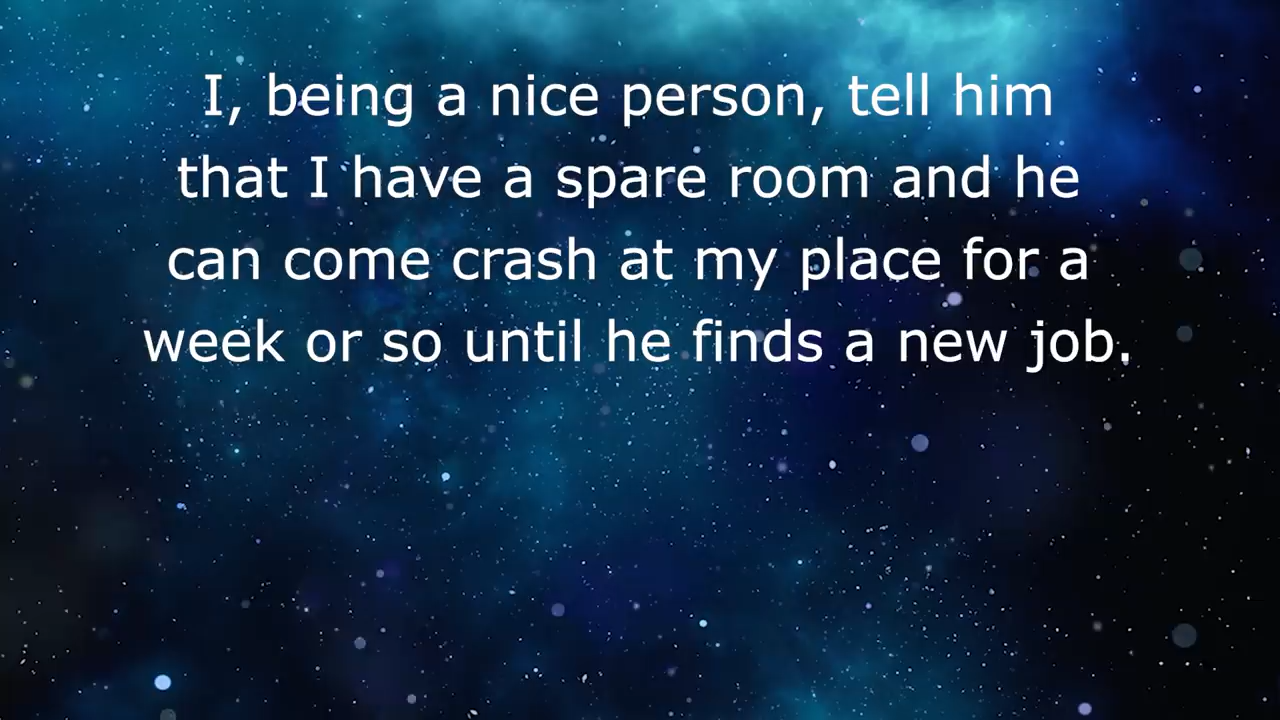 I, being a nice person, tell him
that I have a spare room and he
can come crash at my place for a
week or so until he finds a new job.